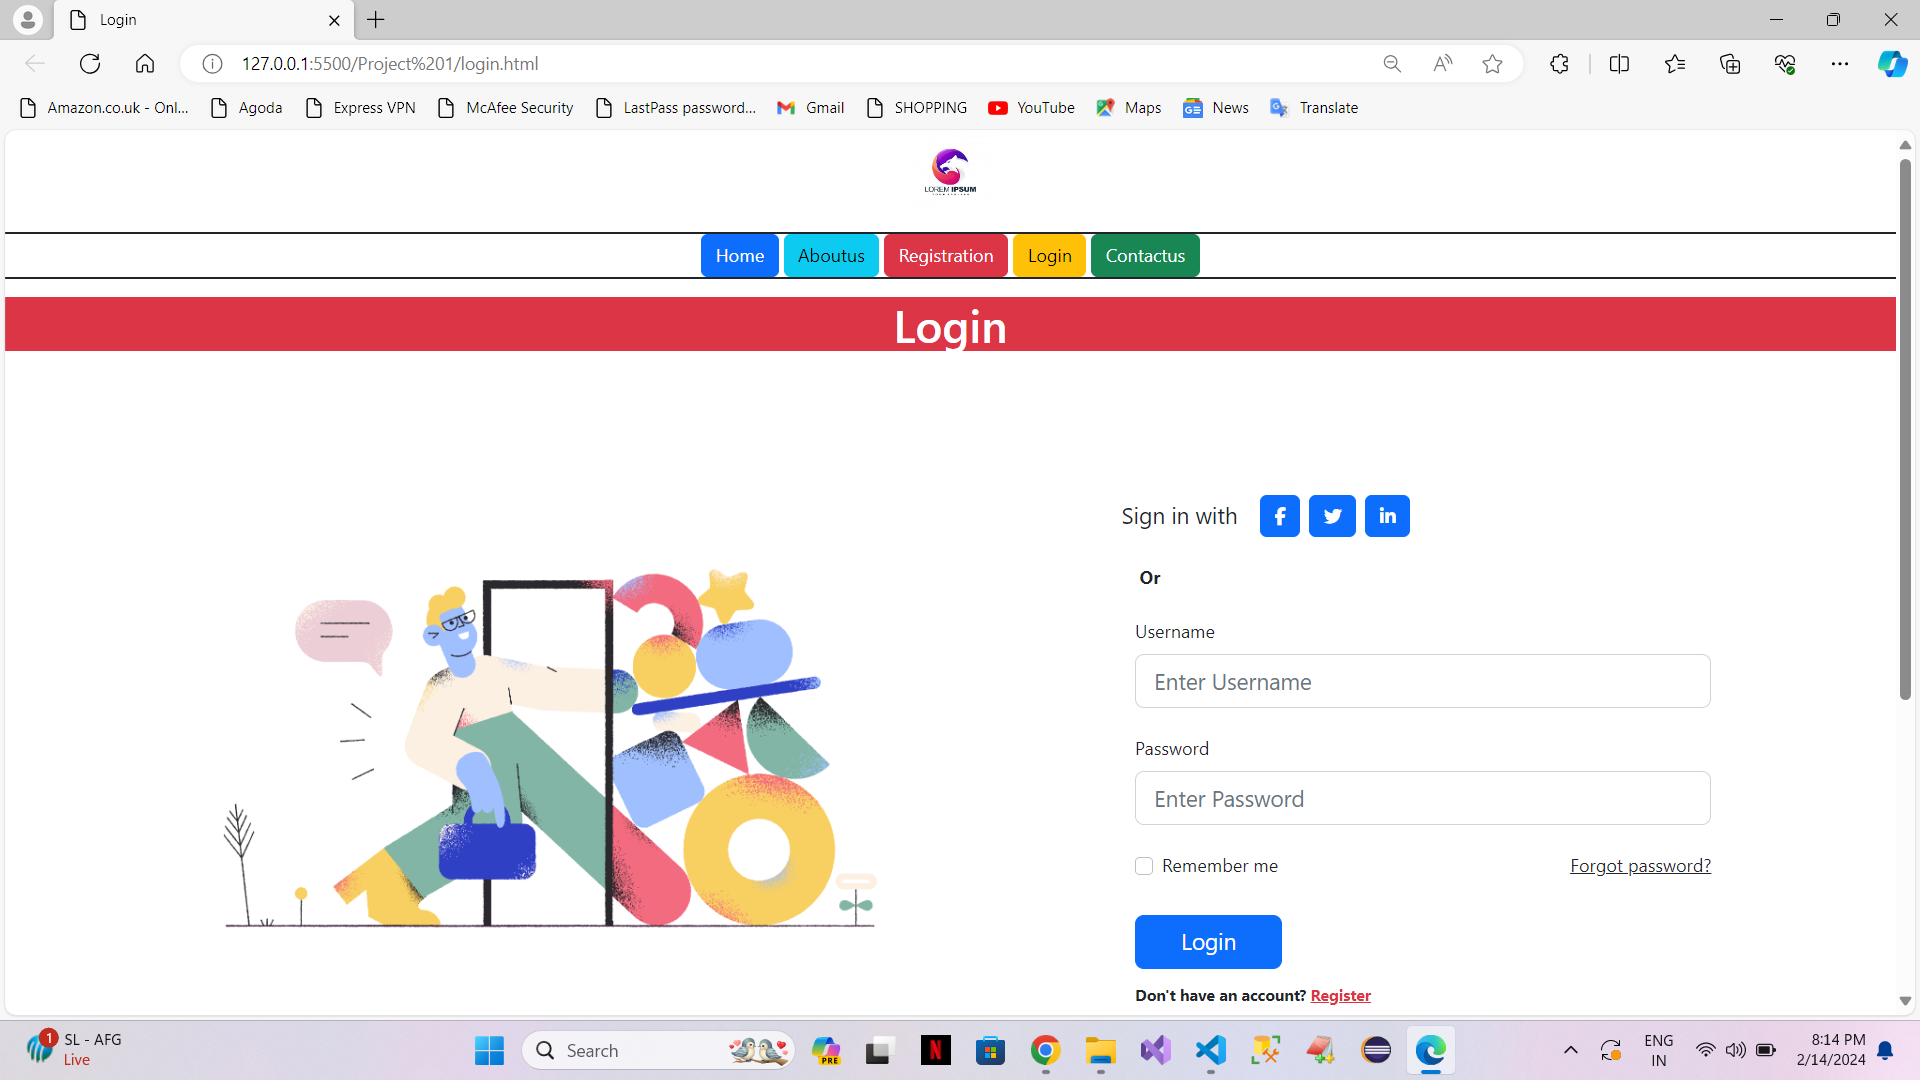 Login
127.0.0.1:5500/Project%201/login.html
Amazon.co.uk - Onl...
Agoda
Express VPN
McAfee Security
LastPass password...
Gmail
SHOPPING
YouTube
Maps
News
Translate
LOREM IPSUM
Home
Aboutus
Registration
Login
Contactus
Login
Sign in with
Or
Username
Enter Username
Password
Enter Password
Remember me
Forgot password?
Login
Don't have an account? Register
1
SL - AFG
Live
Search
PRE
ENG
IN
8:14 PM
2/14/2024